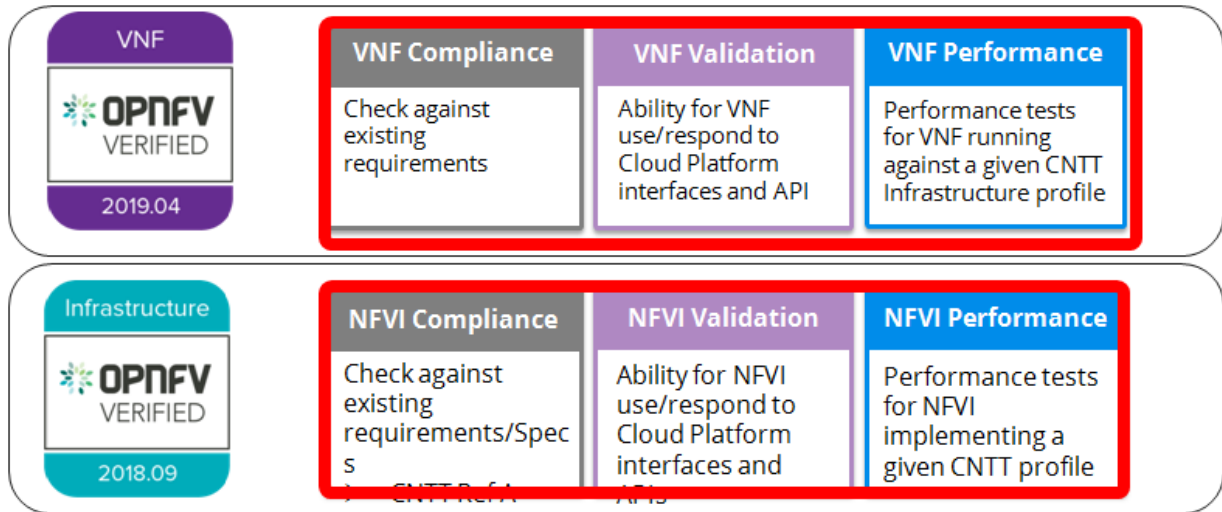 VNF
OPNFV
VERIFIED
2019.04
VNF Compliance
Check against
existing
requirements
VNF Validation
Ability for VNF
use/respond to
Cloud Platform
interfaces and API
VNF Performance
Performance tests
for VNF running
against a given CNTT
Infrastructure profile
Infrastructure
OPNFV
VERIFIED
2018.09
NFVI Compliance
Check against
existing
requirements/Spec
s
CNTT Ref A
NFVI Validation
Ability for NFVI
use/respond to
Cloud Platform
interfaces and
APIs
NFVI Performance
Performance tests
for NFVI
implementing a
given CNTT profile